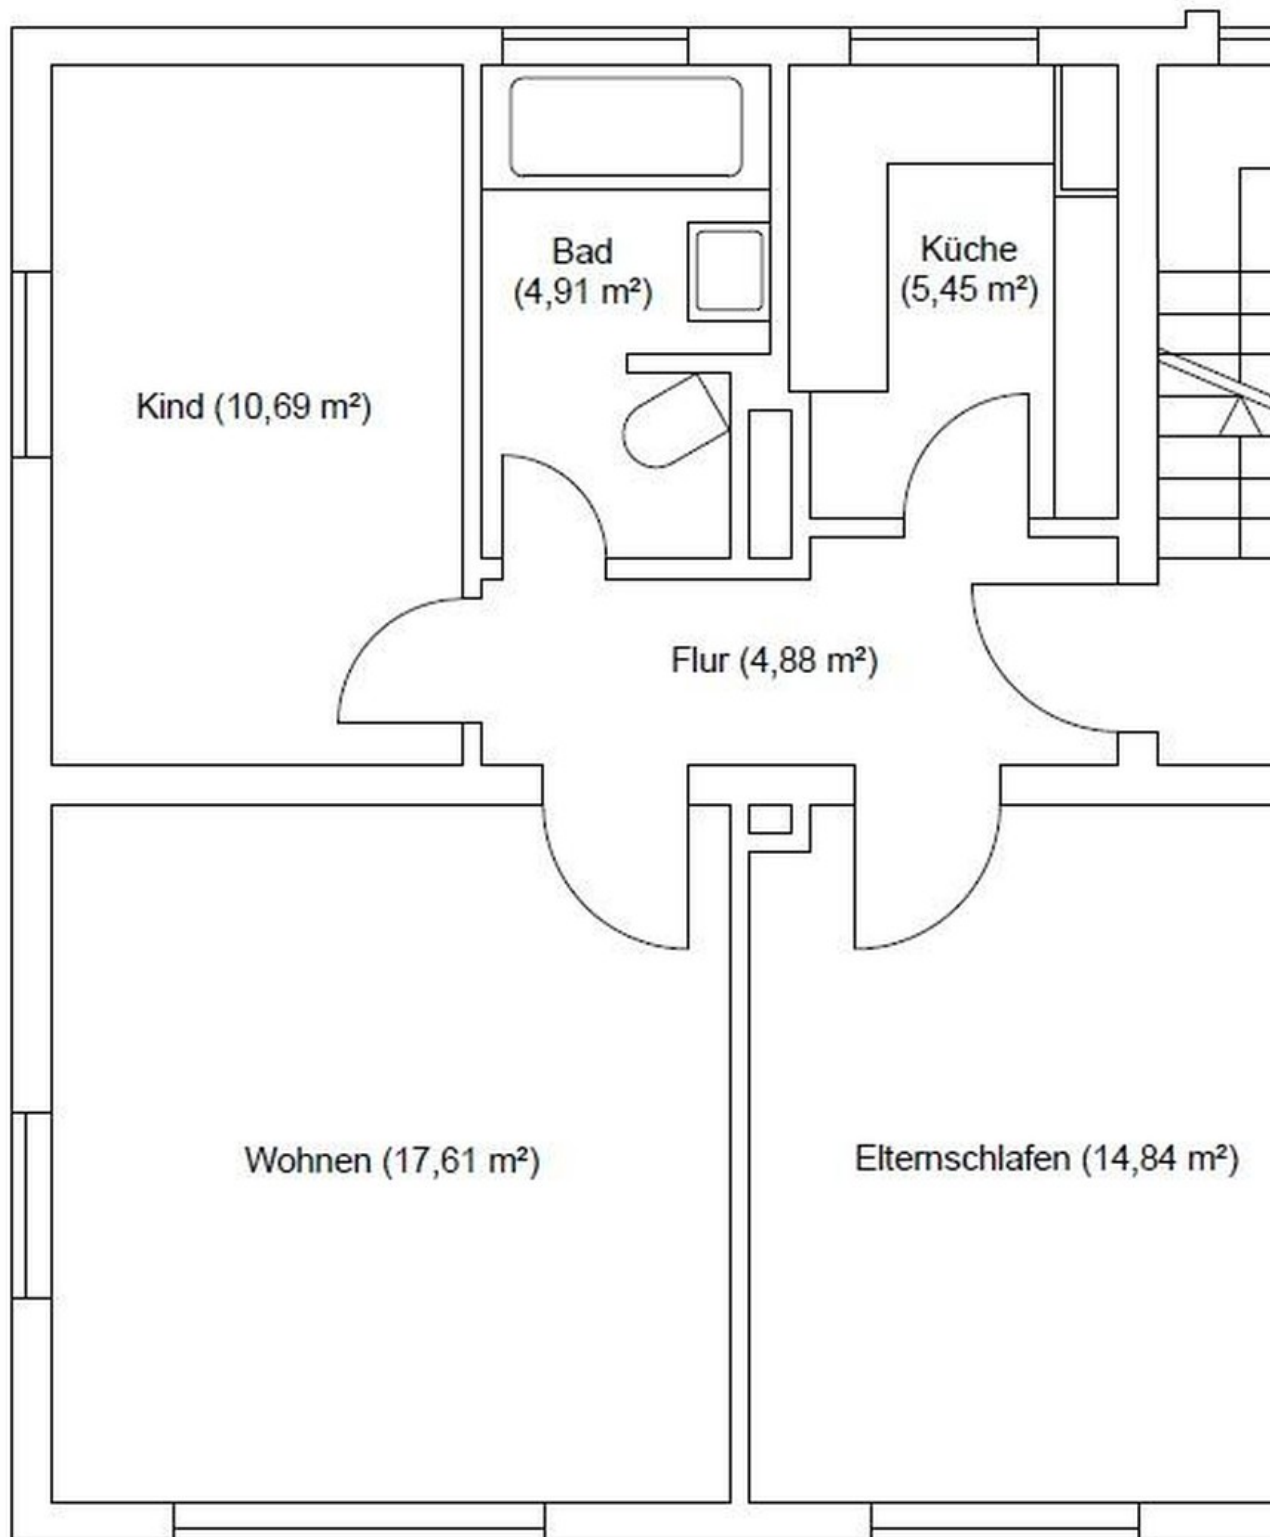 Bad
(4,91 m²)
Küche
(5,45 m²)
Kind (10,69 m²)
Flur (4,88 m²)
Wohnen (17,61 m²)
Elternschlafen (14,84 m²)